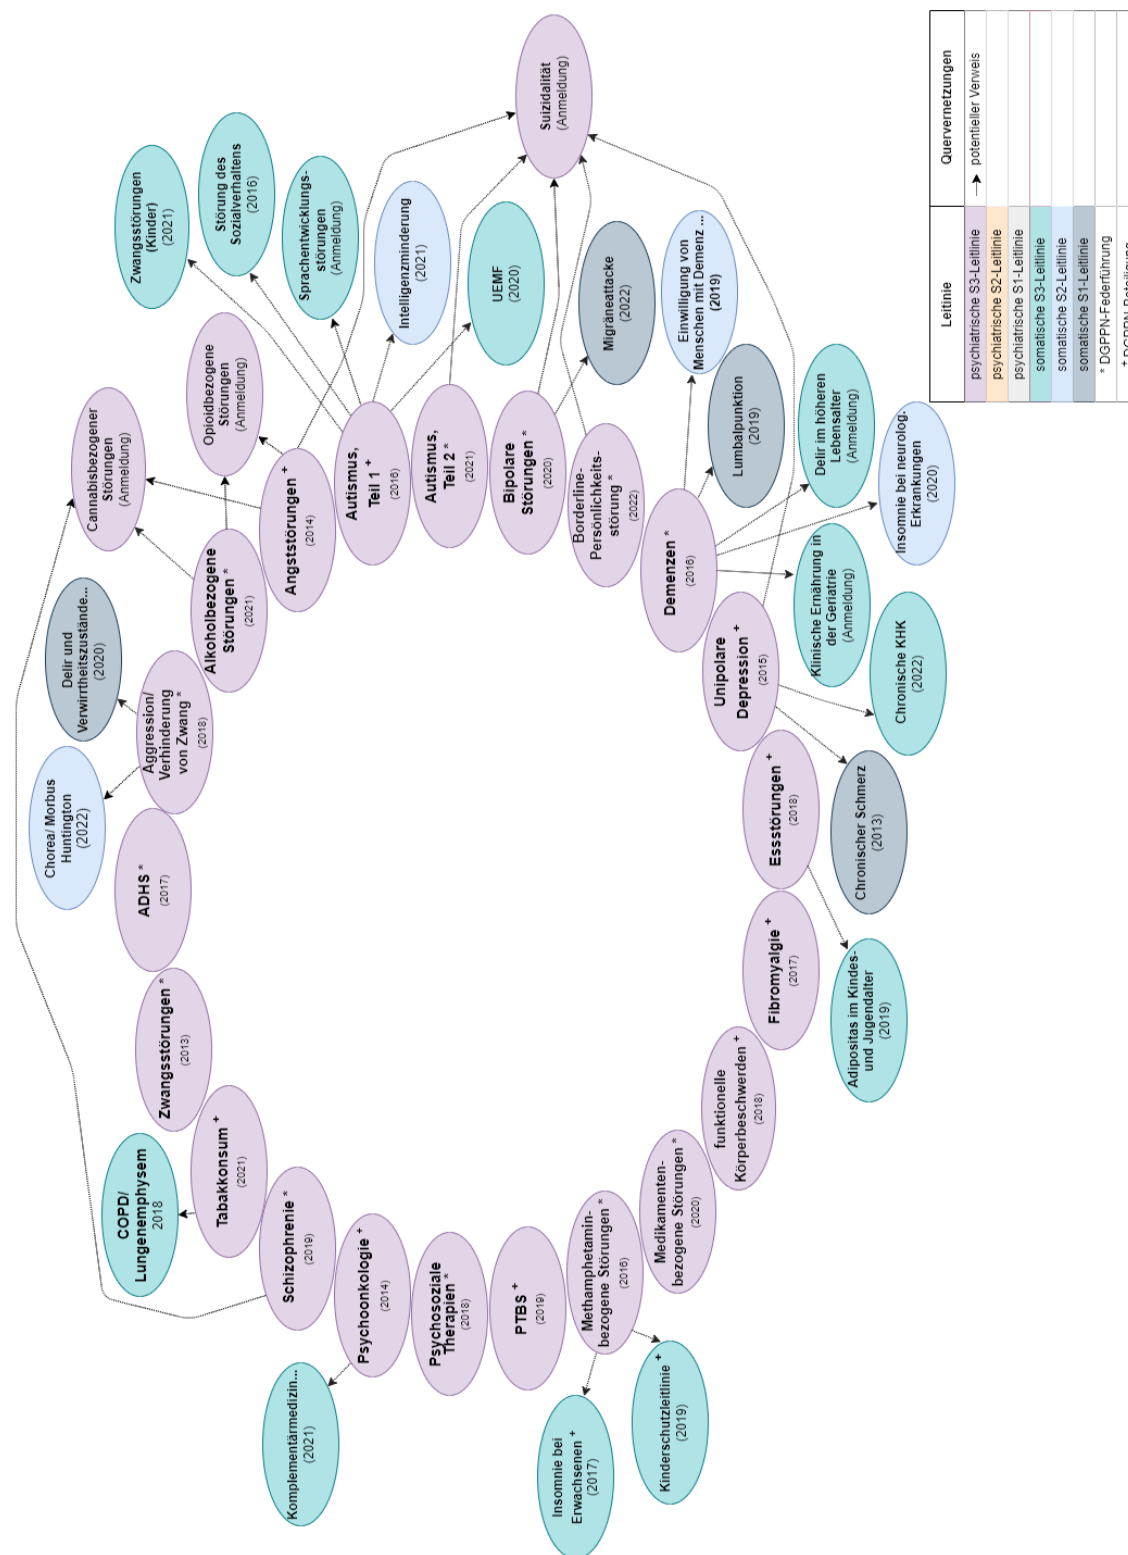 Suizidalität
(Anmeldung)
Zwangsstörungen
(Kinder)
(2021)
Störung des
Sozialverhaltens
(2016)
Sprachentwicklungs-
störungen
(Anmeldung)
Intelligenzminderung
(2021)
UEMF
(2020)
Migräneattacke
(2022)
Einwilligung von
Menschen mit Demenz ...
(2019)
Lumbalpunktion
(2019)
Delir im höheren
Lebensalter
(Anmeldung)
Insomnie bei neurolog.
Erkrankungen
(2020)
Klinische Ernährung in
der Geriatrie
(Anmeldung)
Chronische KHK
(2022)
Chronischer Schmerz
(2013)
Adipositas im Kindes-
und Jugendalter
(2019)
Cannabisbezogener
Störungen
(Anmeldung)
Opioidbezogene
Störungen
(Anmeldung)
Delir und
Verwirrtheitszustände...
(2020)
Chorea/ Morbus
Huntington
(2022)
COPD/
Lungenemphysem
2018
Komplementärmedizin...
(2021)
Insomnie bei
Erwachsenen +
(2017)
Kinderschutzleitlinie +
(2019)
ADHS *
(2017)
Aggression/
Verhinderung
von Zwang *
(2018)
Alkoholbezogene
Störungen *
(2021)
Angststörungen +
(2014)
Autismus,
Teil 1 +
(2016)
Autismus,
Teil 2 *
(2021)
Bipolare
Störungen *
(2020)
Borderline-
Persönlichkeits-
störung *
(2022)
Demenzen *
(2016)
Unipolare
Depression +
(2015)
Essstörungen +
(2018)
Fibromyalgie +
(2017)
funktionelle
Körperbeschwerden +
(2018)
Medikamenten-
bezogene Störungen *
(2020)
Methamphetamin-
bezogene Störungen *
(2016)
PTBS +
(2019)
Psychosoziale
Therapien *
(2018)
Psychoonkologie +
(2014)
Schizophrenie *
(2019)
Tabakkonsum +
(2021)
Zwangsstörungen *
(2013)
Leitlinie
Quervernetzungen
psychiatrische S3-Leitlinie
potentieller Verweis
psychiatrische S2-Leitlinie
psychiatrische S1-Leitlinie
somatische S3-Leitlinie
somatische S2-Leitlinie
somatische S1-Leitlinie
* DGPPN-Federführung
+ DGPPN-Beteiligung